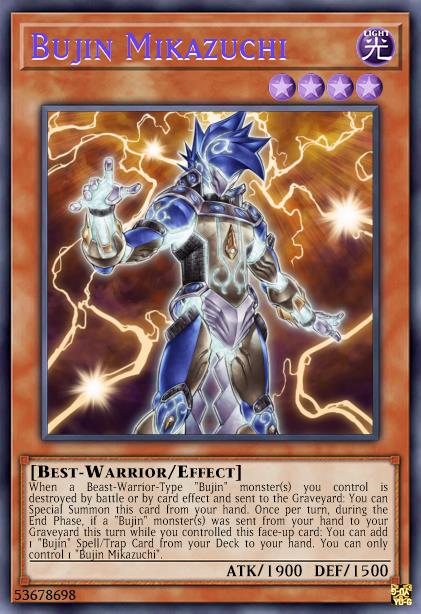 Bujin Mikazuchi
LIGHT
光
[Best-Warrior/Effect]
When a Beast-Warrior-Type "Bujin" monster(s) you control is
destroyed by battle or by card effect and sent to the Graveyard: You can
Special Summon this card from your hand. Once per turn, during the
End Phase, if a "Bujin" monster(s) was sent from your hand to your
Graveyard this turn while you controlled this face-up card: You can add
1 "Bujin" Spell/Trap Card from your Deck to your hand. You can only
control 1 "Bujin Mikazuchi".
ATK/1900 DEF/1500
53678698